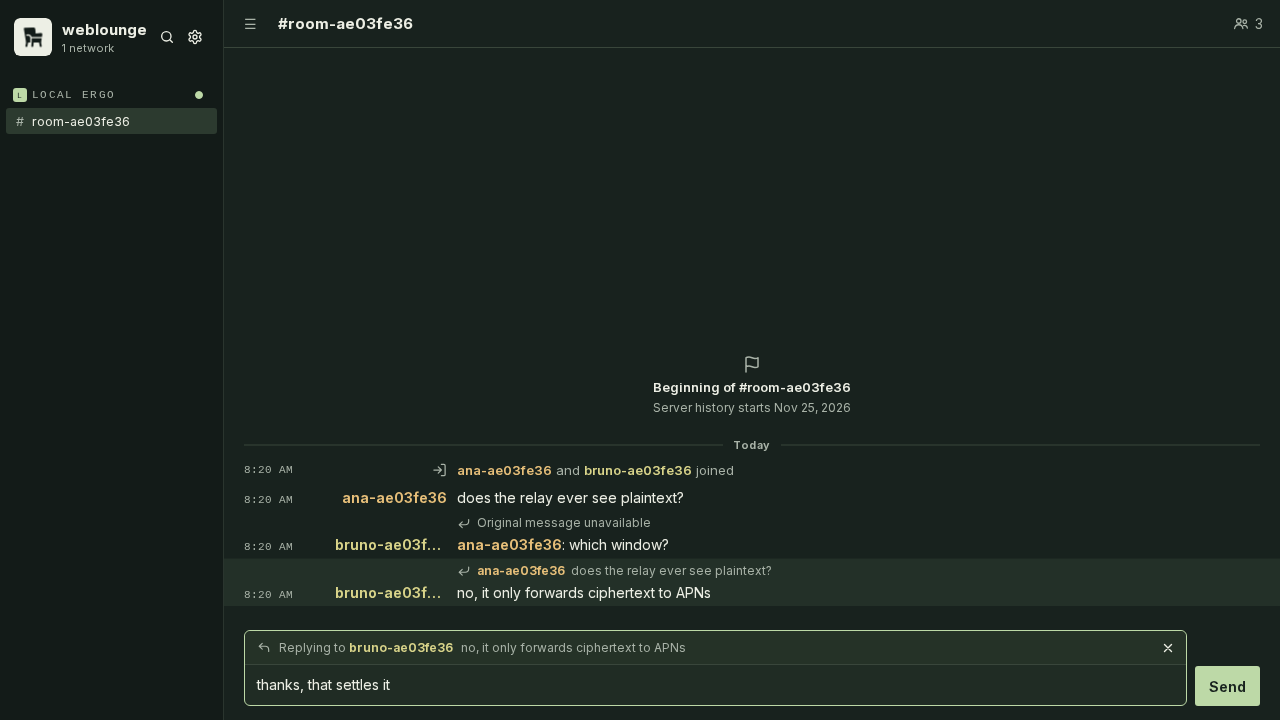 weblounge
1 network
L LOCAL ERGO
# room-ae03fe36
#room-ae03fe36
3
Beginning of #room-ae03fe36
Server history starts Nov 25, 2026
Today
8:20 AM ana-ae03fe36 and bruno-ae03fe36 joined
8:20 AM ana-ae03fe36 does the relay ever see plaintext?
Original message unavailable
8:20 AM bruno-ae03f… ana-ae03fe36: which window?
ana-ae03fe36 does the relay ever see plaintext?
8:20 AM bruno-ae03f… no, it only forwards ciphertext to APNs
Replying to bruno-ae03fe36 no, it only forwards ciphertext to APNs
thanks, that settles it
Send